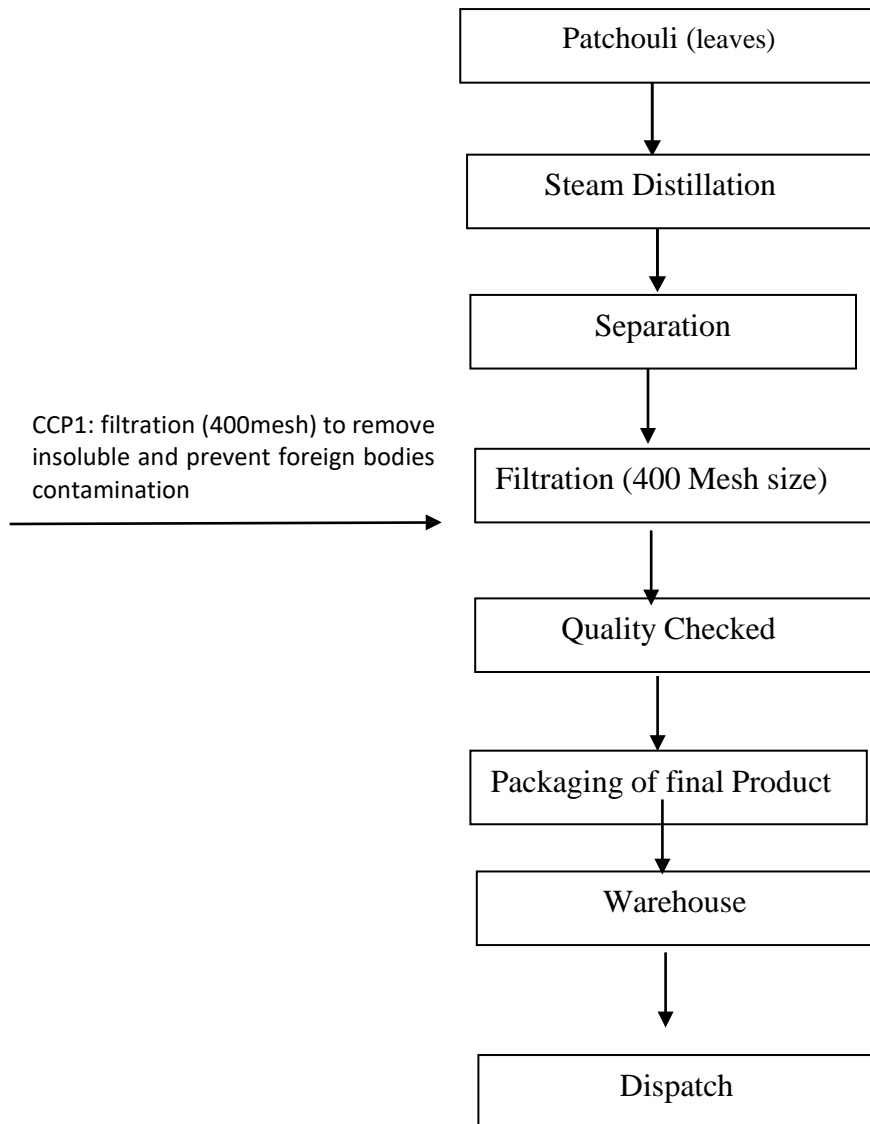 Patchouli (leaves)
Steam Distillation
Separation
CCP1: filtration (400mesh) to remove
insoluble and prevent foreign bodies
contamination
Filtration (400 Mesh size)
Quality Checked
Packaging of final Product
Warehouse
Dispatch